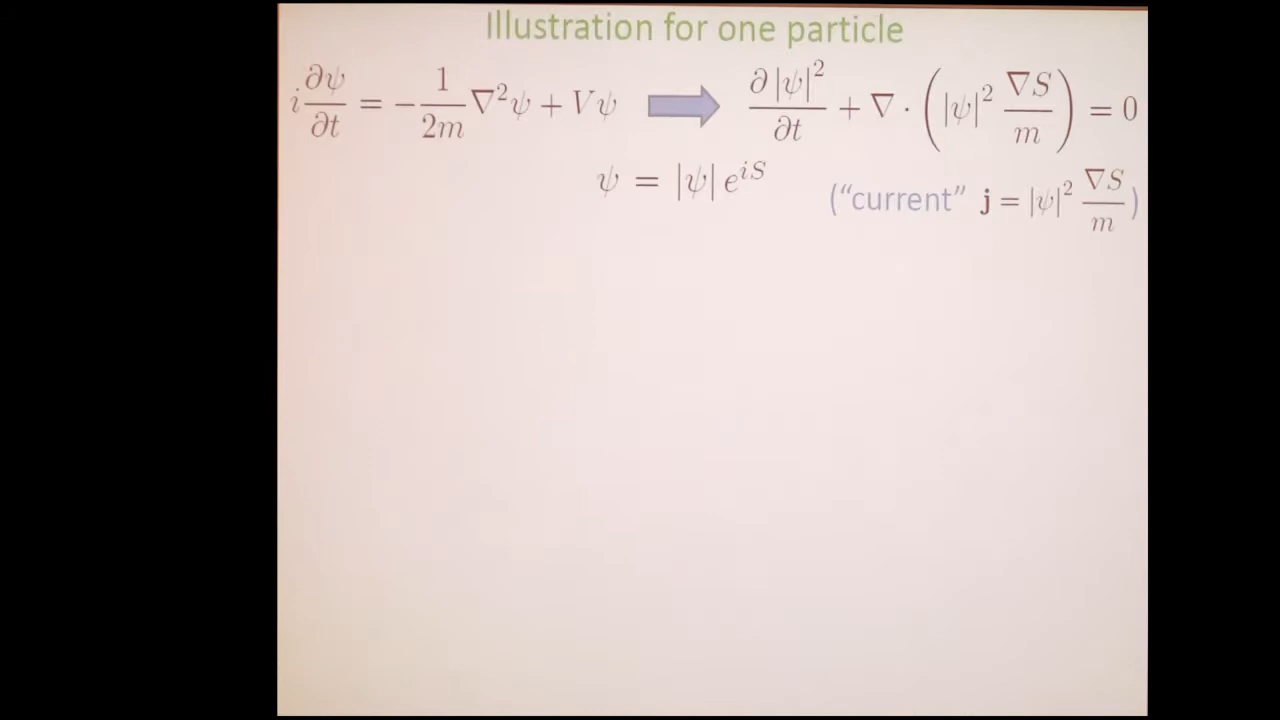 Illustration for one particle
i ∂ψ/∂t = −1/2m ∇²ψ + Vψ ∂|ψ|²/∂t + ∇ · (|ψ|² ∇S/m) = 0
ψ = |ψ| e^{iS}
("current" j = |ψ|² ∇S/m)